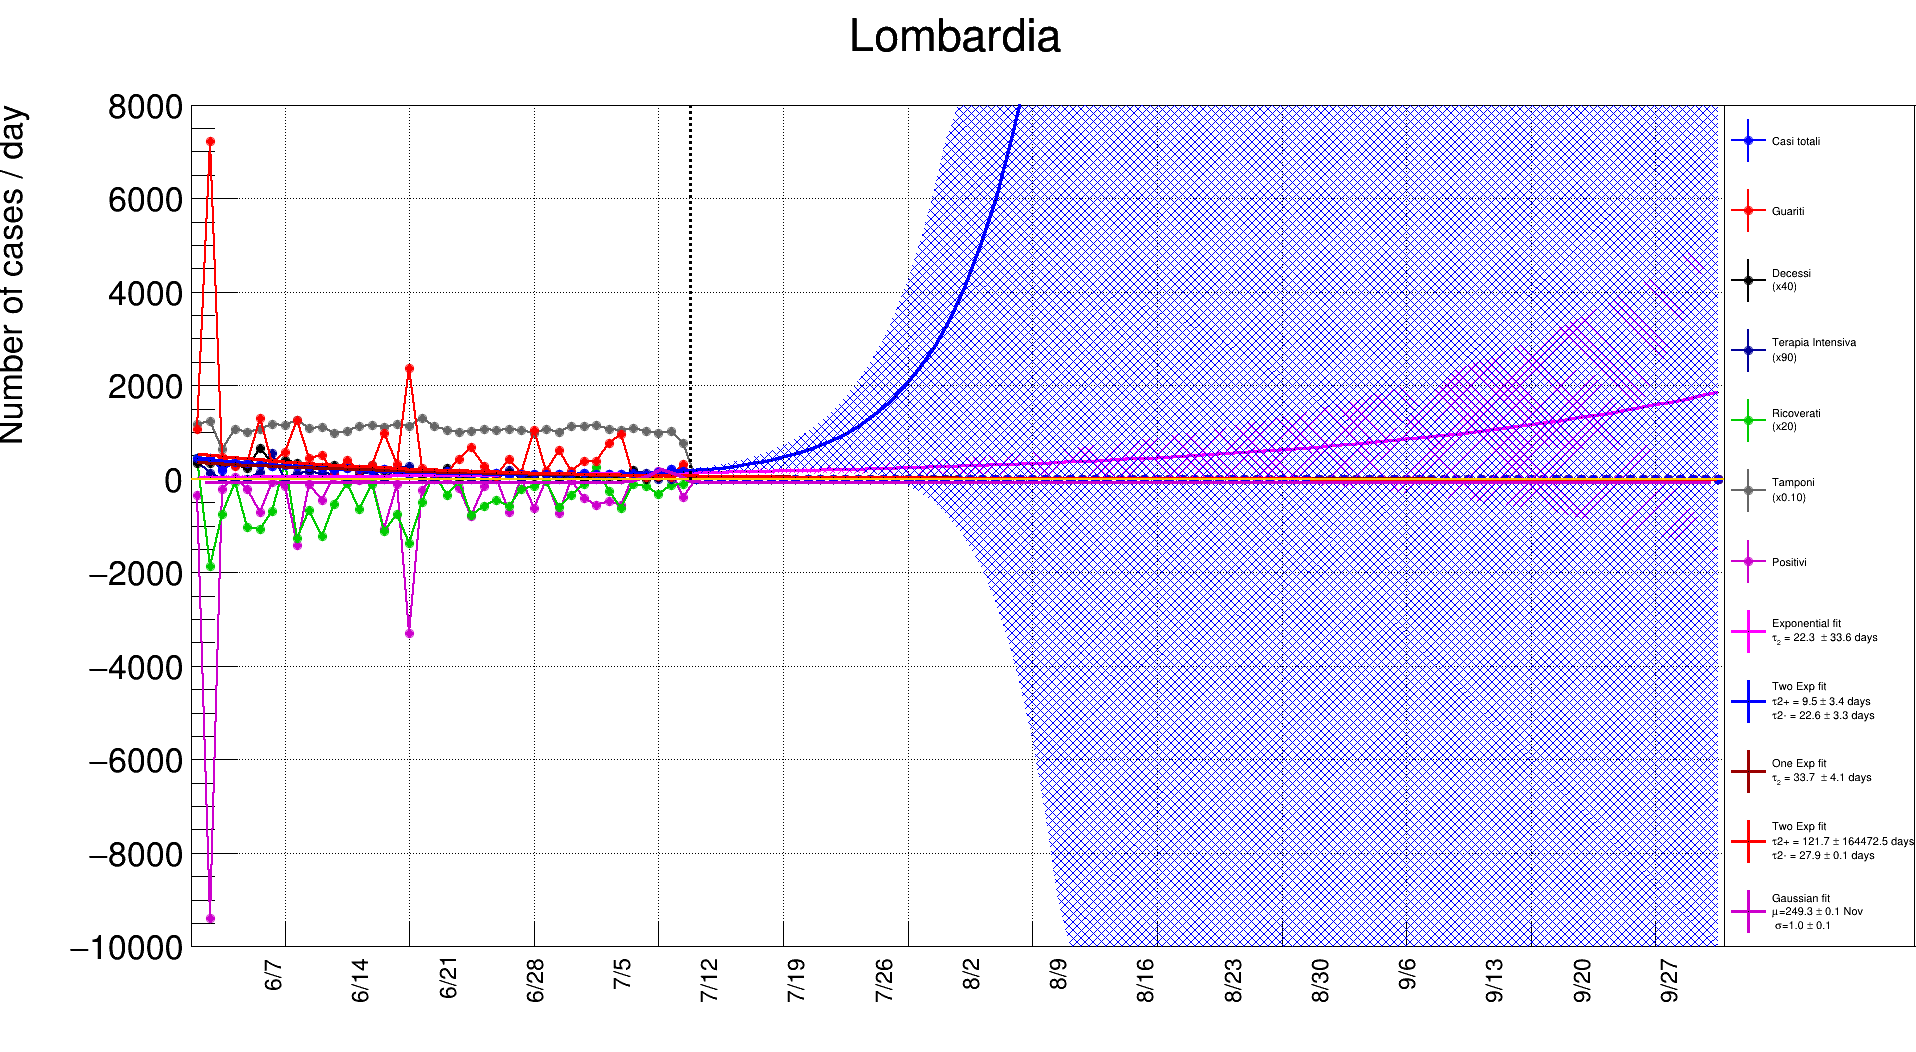 Lombardia
Number of cases / day
8000
6000
4000
2000
0
−2000
−4000
−6000
−8000
−10000
6/7
6/14
6/21
6/28
7/5
7/12
7/19
7/26
8/2
8/9
8/16
8/23
8/30
9/6
9/13
9/20
9/27
Casi totali
Guariti
Decessi
(x40)
Terapia Intensiva
(x90)
Ricoverati
(x20)
Tamponi
(x0.10)
Positivi
Exponential fit
τ₂ = 22.3 ± 33.6 days
Two Exp fit
τ2+ = 9.5 ± 3.4 days
τ2- = 22.6 ± 3.3 days
One Exp fit
τ₂ = 33.7 ± 4.1 days
Two Exp fit
τ2+ = 121.7 ± 164472.5 days
τ2- = 27.9 ± 0.1 days
Gaussian fit
μ=249.3 ± 0.1 Nov
σ=1.0 ± 0.1